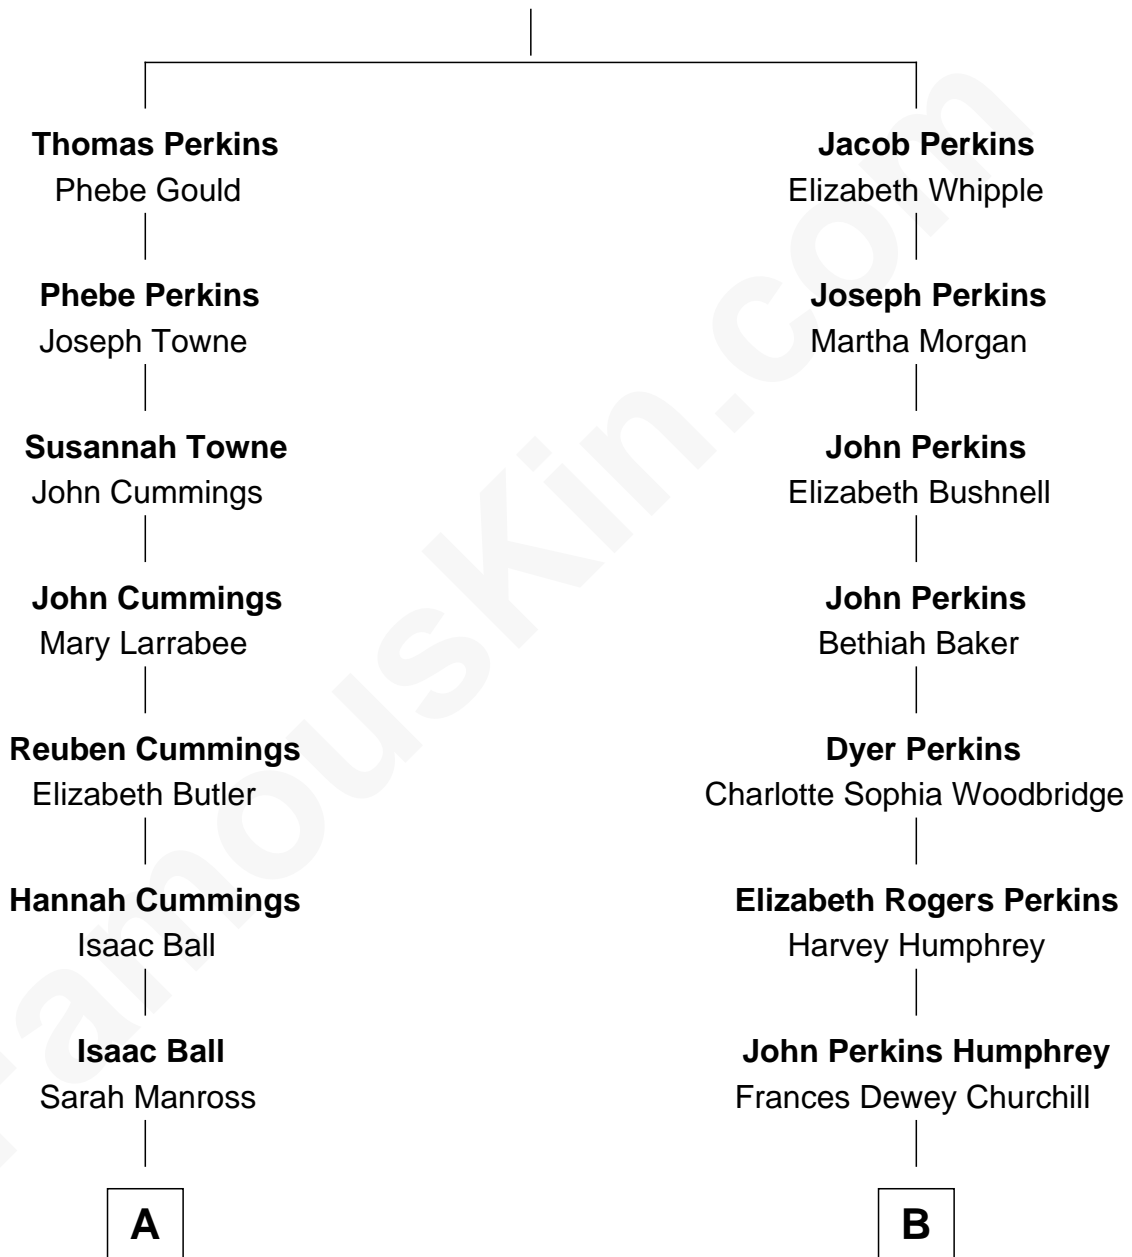 Thomas Perkins
Phebe Gould
Phebe Perkins
Joseph Towne
Susannah Towne
John Cummings
John Cummings
Mary Larrabee
Reuben Cummings
Elizabeth Butler
Hannah Cummings
Isaac Ball
Isaac Ball
Sarah Manross
A
Jacob Perkins
Elizabeth Whipple
Joseph Perkins
Martha Morgan
John Perkins
Elizabeth Bushnell
John Perkins
Bethiah Baker
Dyer Perkins
Charlotte Sophia Woodbridge
Elizabeth Rogers Perkins
Harvey Humphrey
John Perkins Humphrey
Frances Dewey Churchill
B
FamousKin.com